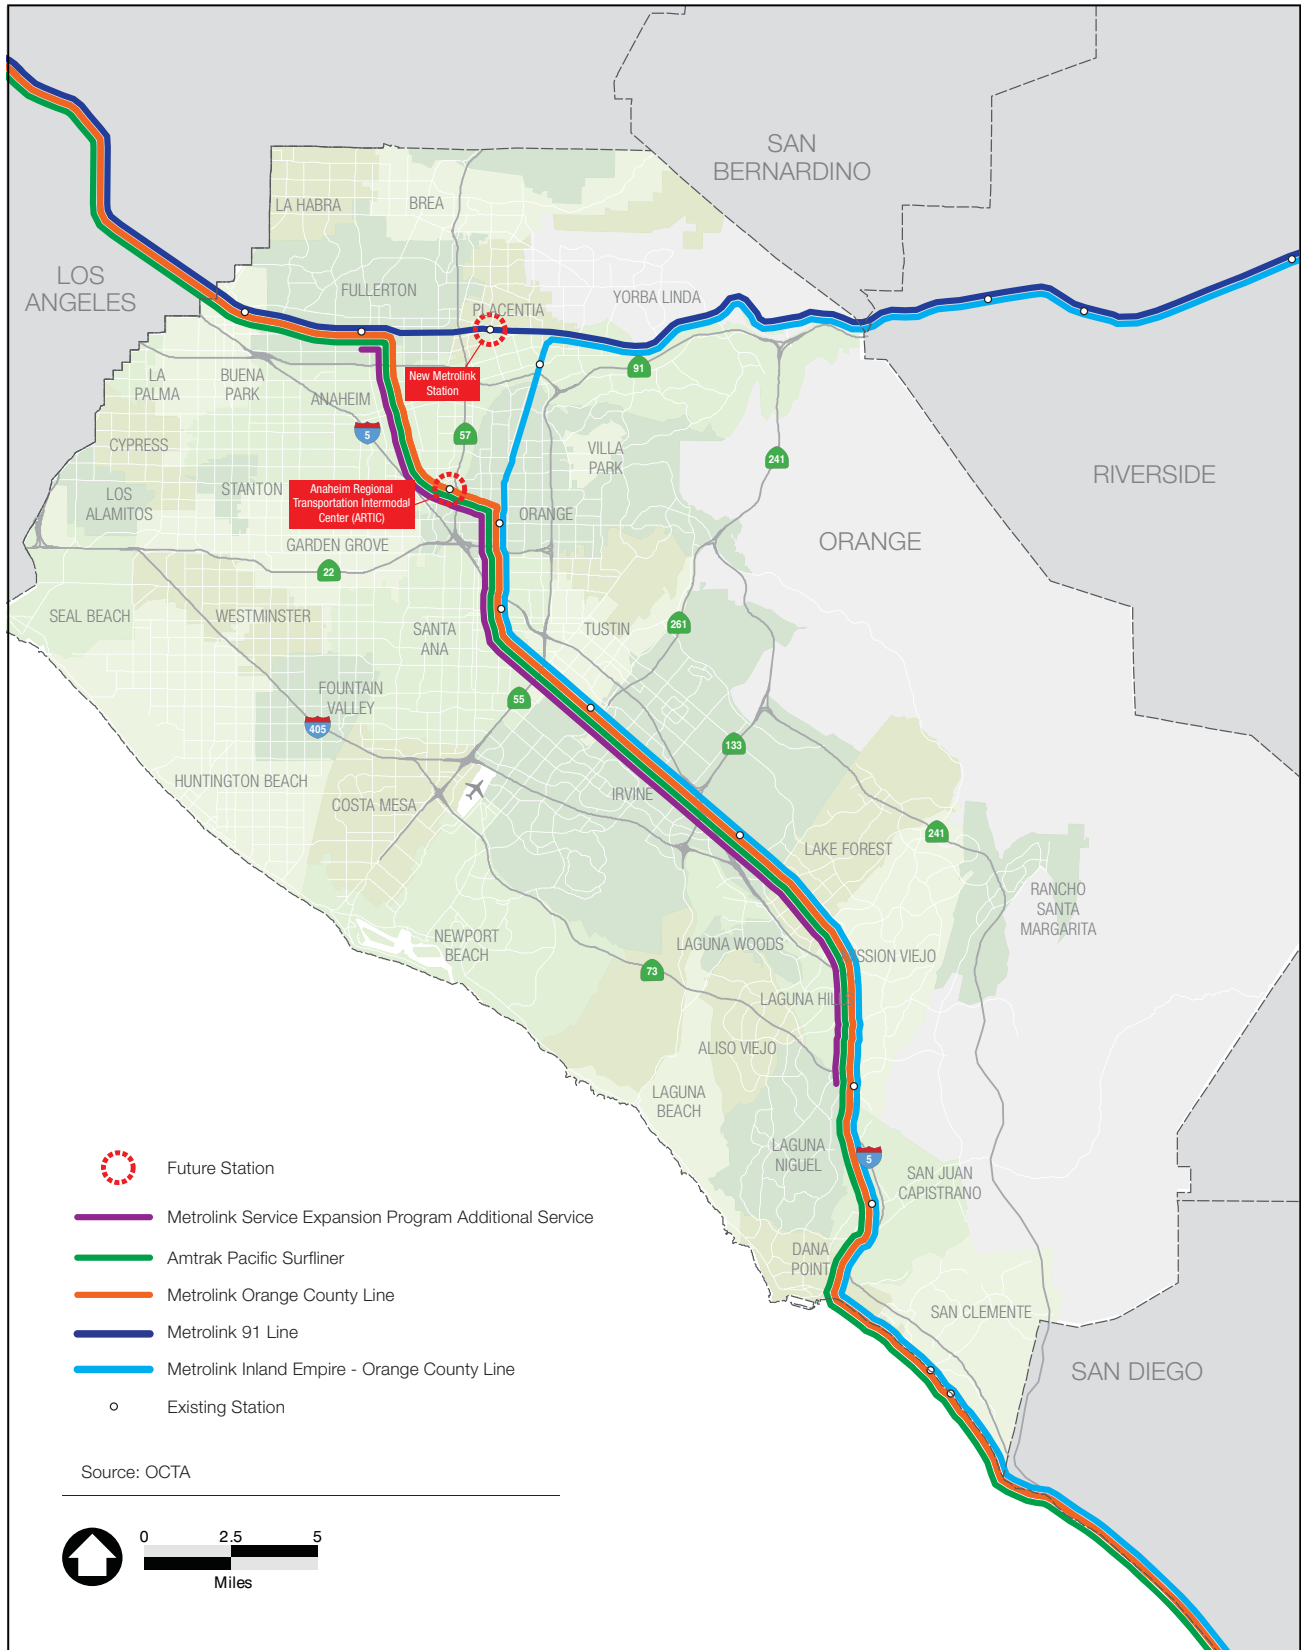 SAN
BERNARDINO
LA HABRA
BREA
LOS
ANGELES
FULLERTON
PLACENTIA
YORBA LINDA
New Metrolink
Station
91
LA
PALMA
BUENA
PARK
ANAHEIM
5
57
CYPRESS
VILLA
PARK
241
RIVERSIDE
LOS
ALAMITOS
STANTON
Anaheim Regional
Transportation Intermodal
Center (ARTIC)
ORANGE
ORANGE
GARDEN GROVE
22
SEAL BEACH
WESTMINSTER
SANTA
ANA
TUSTIN
261
FOUNTAIN
VALLEY
55
405
133
HUNTINGTON BEACH
COSTA MESA
IRVINE
LAKE FOREST
241
RANCHO
SANTA
MARGARITA
NEWPORT
BEACH
LAGUNA WOODS
SSION VIEJO
73
LAGUNA HILLS
ALISO VIEJO
LAGUNA
BEACH
LAGUNA
NIGUEL
5
SAN JUAN
CAPISTRANO
DANA
POINT
SAN CLEMENTE
SAN DIEGO
Future Station
Metrolink Service Expansion Program Additional Service
Amtrak Pacific Surfliner
Metrolink Orange County Line
Metrolink 91 Line
Metrolink Inland Empire - Orange County Line
Existing Station
Source: OCTA
0 2.5 5
Miles